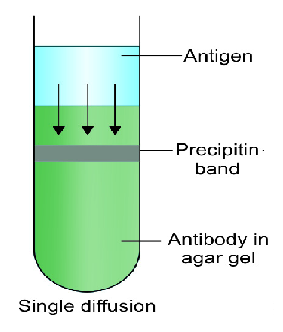 Antigen
Precipitin
band
Antibody in
agar gel
Single diffusion